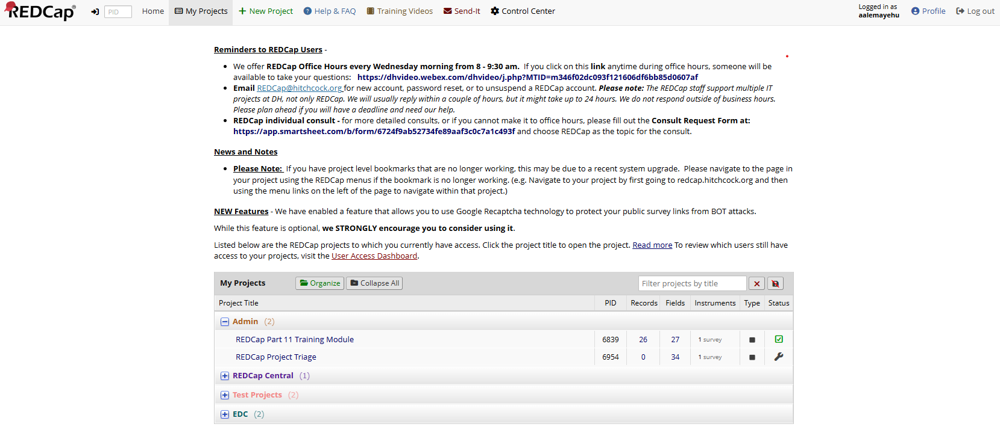 REDCap®
PID
Home
My Projects
New Project
Help & FAQ
Training Videos
Send-It
Control Center
Logged in as
aalemayehu
Profile
Log out
Reminders to REDCap Users -
We offer REDCap Office Hours every Wednesday morning from 8 - 9:30 am.  If you click on this link anytime during office hours, someone will be
available to take your questions:   https://dhvideo.webex.com/dhvideo/j.php?MTID=m346f02dc093f121606df6bb85d0607af
Email REDCap@hitchcock.org for new account, password reset, or to unsuspend a REDCap account. Please note: The REDCap staff support multiple IT
projects at DH, not only REDCap. We will usually reply within a couple of hours, but it might take up to 24 hours. We do not respond outside of business hours.
Please plan ahead if you will have a deadline and need our help.
REDCap individual consult - for more detailed consults, or if you cannot make it to office hours, please fill out the Consult Request Form at:
https://app.smartsheet.com/b/form/6724f9ab52734fe89aaf3c0c7a1c493f and choose REDCap as the topic for the consult.
News and Notes
Please Note:  If you have project level bookmarks that are no longer working, this may be due to a recent system upgrade.  Please navigate to the page in
your project using the REDCap menus if the bookmark is no longer working. (e.g. Navigate to your project by first going to redcap.hitchcock.org and then
using the menu links on the left of the page to navigate within that project.)
NEW Features - We have enabled a feature that allows you to use Google Recaptcha technology to protect your public survey links from BOT attacks.
While this feature is optional, we STRONGLY encourage you to consider using it.
Listed below are the REDCap projects to which you currently have access. Click the project title to open the project. Read more To review which users still have
access to your projects, visit the User Access Dashboard.
My Projects
Organize
Collapse All
Filter projects by title
Project Title PID Records Fields Instruments Type Status
Admin (2)
REDCap Part 11 Training Module 6839 26 27 1 survey
REDCap Project Triage 6954 0 34 1 survey
REDCap Central (1)
Test Projects (2)
EDC (2)